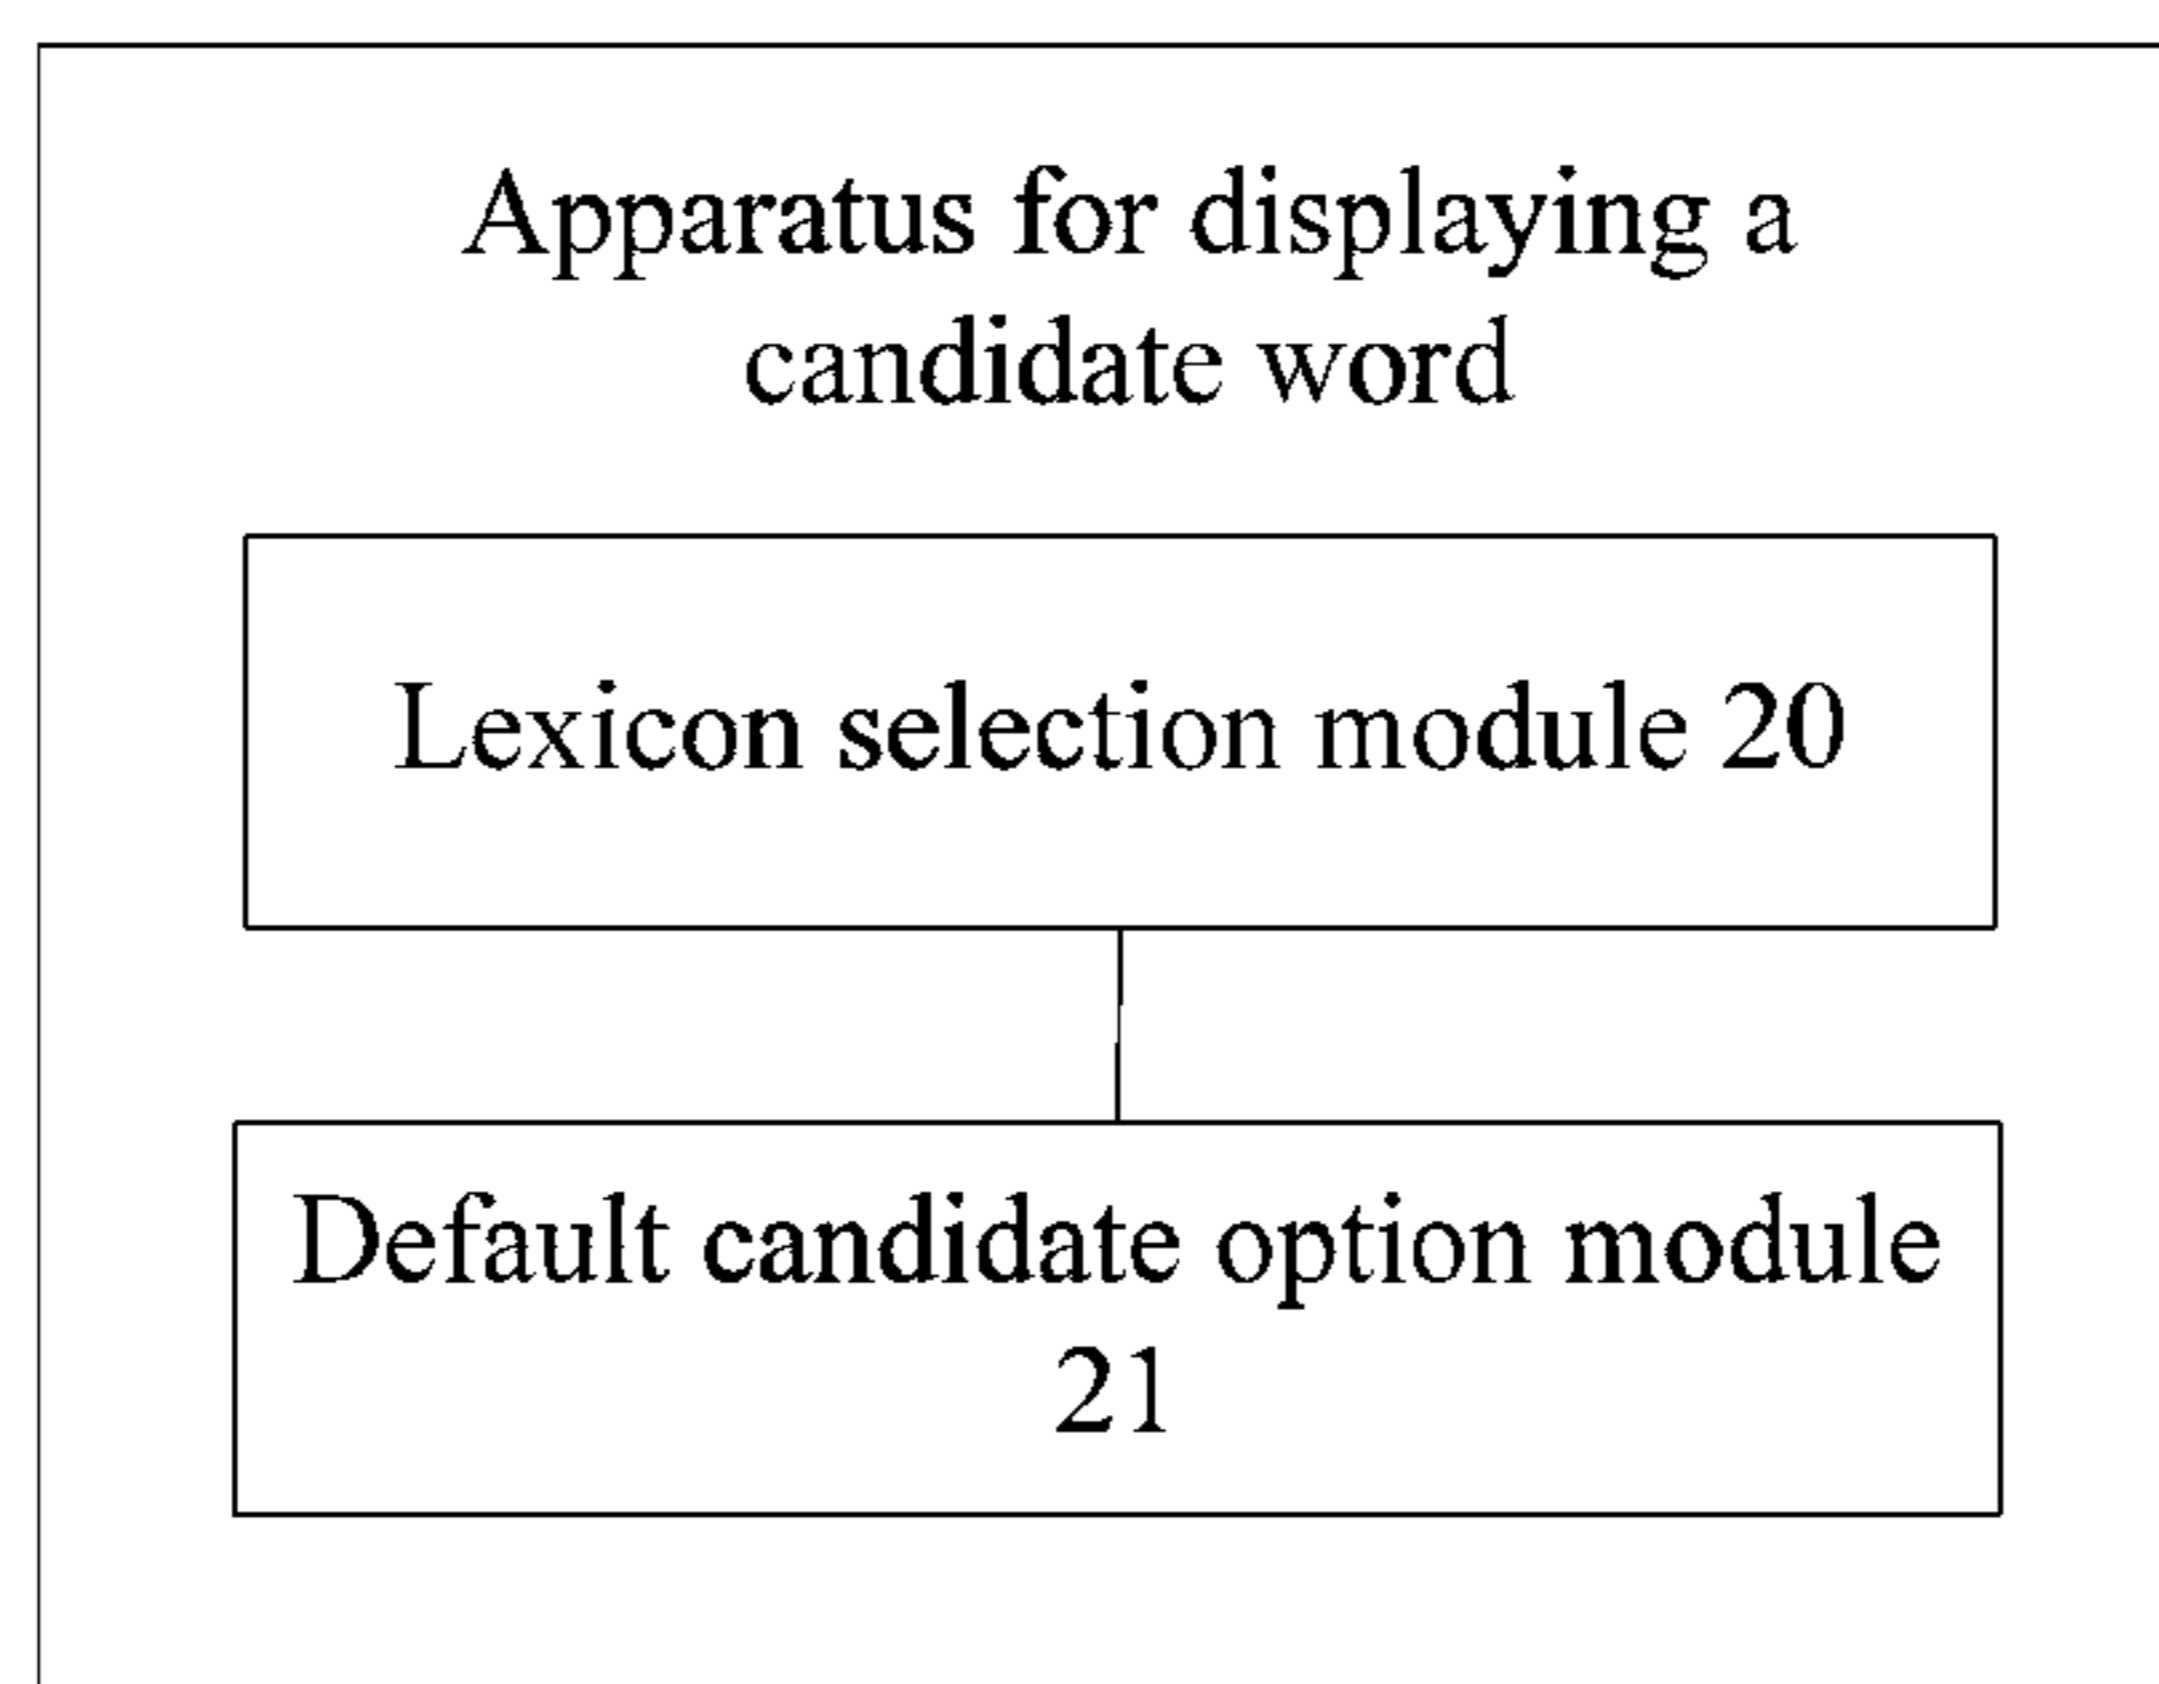 Apparatus for displaying a
candidate word
Lexicon selection module 20
Default candidate option module
21